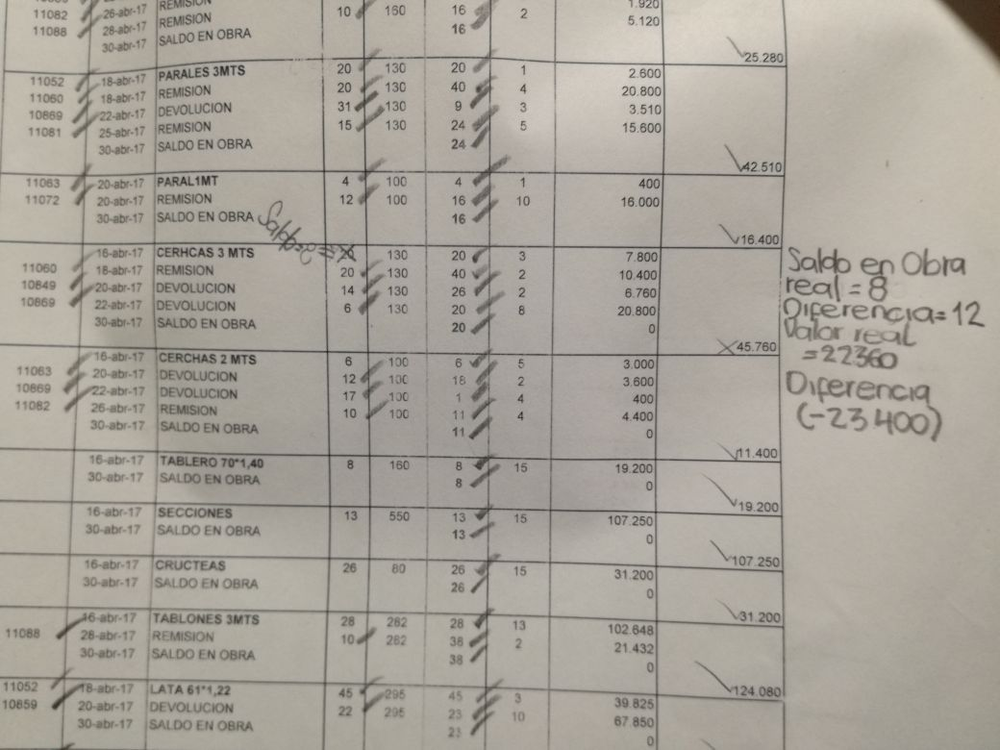 REMISION 1.920
11082 26-abr-17 REMISION 10 160 16 2 5.120
11088 28-abr-17 REMISION 16
30-abr-17 SALDO EN OBRA
25.280
11052 18-abr-17 PARALES 3MTS 20 130 20 1 2.600
11060 18-abr-17 REMISION 20 130 40 4 20.800
10869 22-abr-17 DEVOLUCION 31 130 9 3 3.510
11081 25-abr-17 REMISION 15 130 24 5 15.600
30-abr-17 SALDO EN OBRA 24
42.510
11063 20-abr-17 PARAL1MT 4 100 4 1 400
11072 20-abr-17 REMISION 12 100 16 10 16.000
30-abr-17 SALDO EN OBRA 16
16.400
16-abr-17 CERHCAS 3 MTS 20 130 20 3 7.800
11060 18-abr-17 REMISION 20 130 40 2 10.400
10849 20-abr-17 DEVOLUCION 14 130 26 2 6.760
10869 22-abr-17 DEVOLUCION 6 130 20 8 20.800
30-abr-17 SALDO EN OBRA 20 0
45.760
Saldo en Obra
real = 8
Diferencia = 12
Valor real
= 22360
Diferencia
(-23400)
16-abr-17 CERCHAS 2 MTS 6 100 6 5 3.000
11063 20-abr-17 DEVOLUCION 12 100 18 2 3.600
10869 22-abr-17 DEVOLUCION 17 100 1 4 400
11082 26-abr-17 REMISION 10 100 11 4 4.400
30-abr-17 SALDO EN OBRA 11 0
11.400
16-abr-17 TABLERO 70*1,40 8 160 8 15 19.200
30-abr-17 SALDO EN OBRA 8 0
19.200
16-abr-17 SECCIONES 13 550 13 15 107.250
30-abr-17 SALDO EN OBRA 13 0
107.250
16-abr-17 CRUCTEAS 26 80 26 15 31.200
30-abr-17 SALDO EN OBRA 26 0
31.200
16-abr-17 TABLONES 3MTS 28 282 28 13 102.648
11088 28-abr-17 REMISION 10 282 38 2 21.432
30-abr-17 SALDO EN OBRA 38 0
124.080
11052 18-abr-17 LATA 61*1,22 45 295 45 3 39.825
10859 20-abr-17 DEVOLUCION 22 295 23 10 67.850
30-abr-17 SALDO EN OBRA 23 0